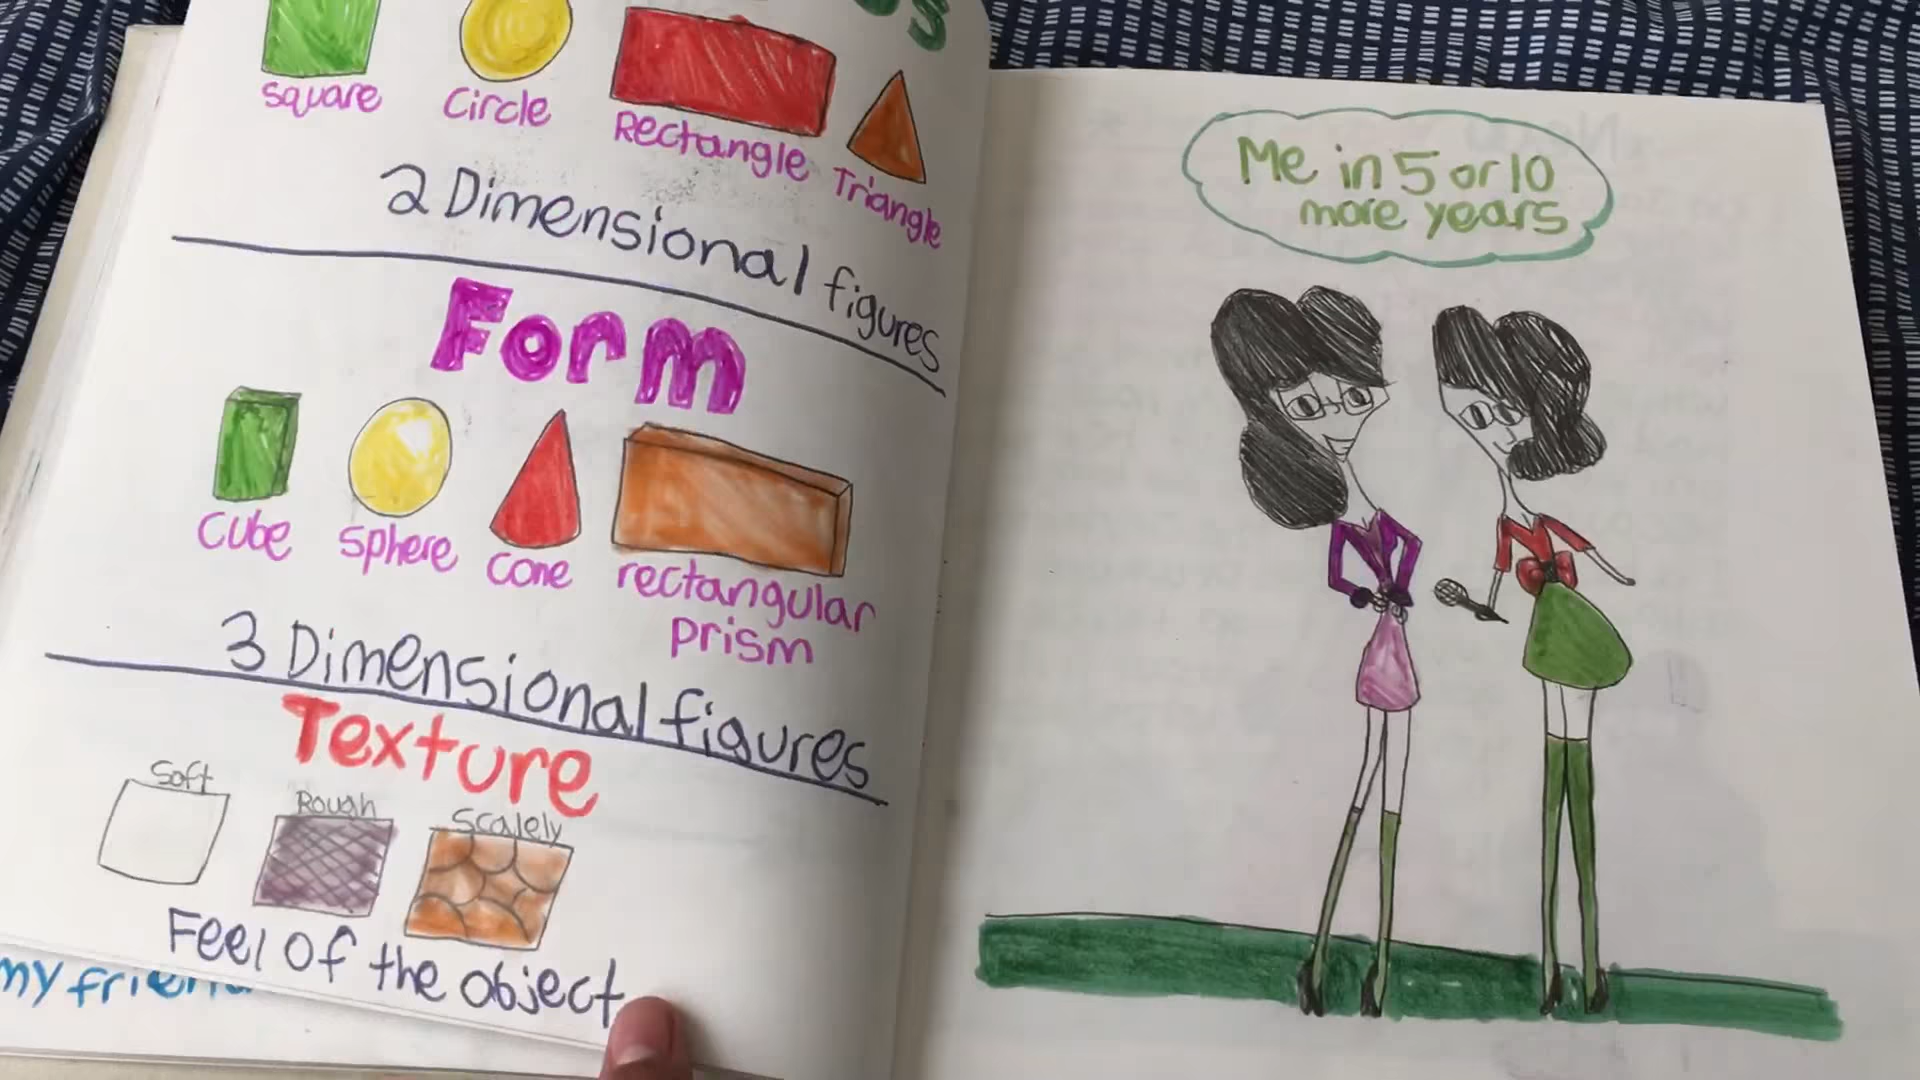 square
Circle
Rectangle
Triangle
2 Dimensional figures
Form
Cube
Sphere
Cone
rectangular
prism
3 Dimensional figures
Texture
Soft
Rough
Scalely
Feel of the object
my friend
Me in 5 or 10
more years